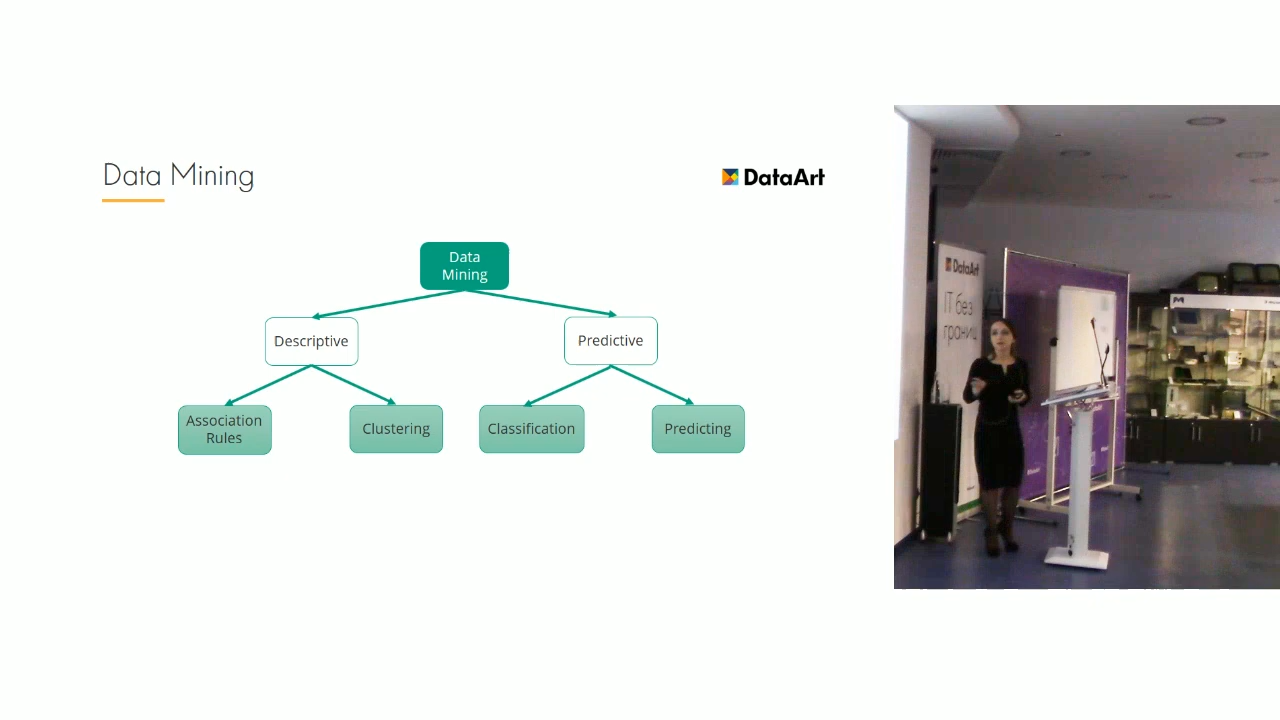 Data Mining
DataArt
Data
Mining
Descriptive
Predictive
Association
Rules
Clustering
Classification
Predicting
DataArt
IT без
границ